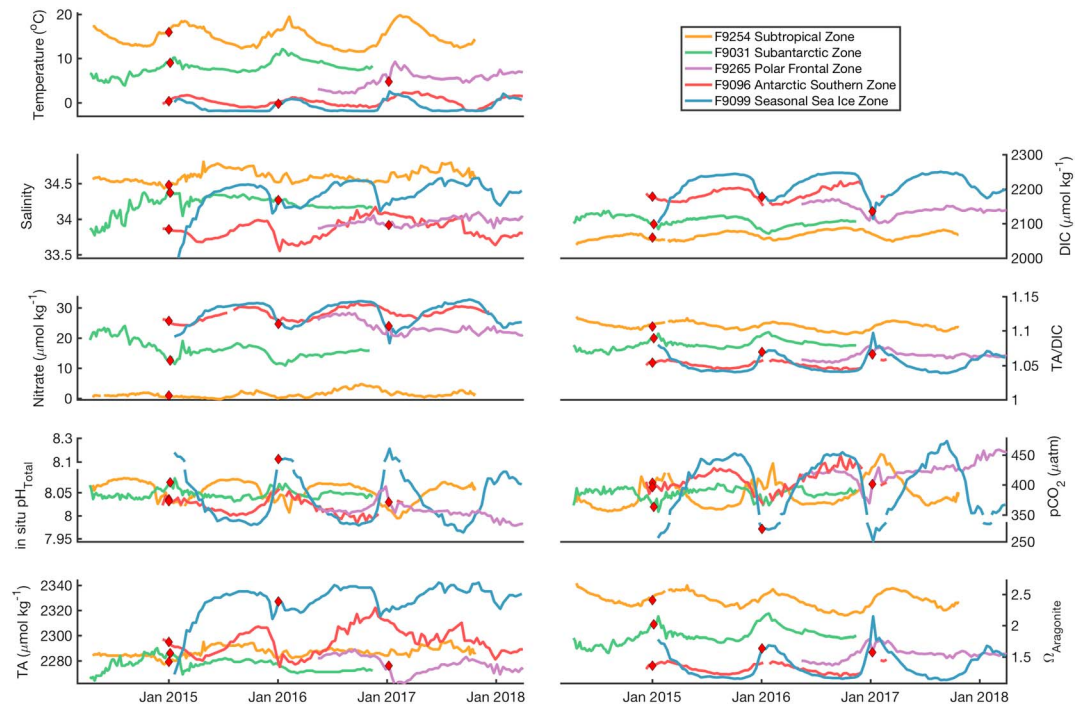 Temperature (°C)
20
10
0
F9254 Subtropical Zone
F9031 Subantarctic Zone
F9265 Polar Frontal Zone
F9096 Antarctic Southern Zone
F9099 Seasonal Sea Ice Zone
Salinity
34.5
34
33.5
2300
2200
2100
2000
DIC (μmol kg⁻¹)
Nitrate (μmol kg⁻¹)
30
20
10
0
1.15
1.1
1.05
1
TA/DIC
in situ pH_Total
8.3
8.1
8.05
8
7.95
450
400
350
250
pCO₂ (μatm)
TA (μmol kg⁻¹)
2340
2320
2300
2280
2.5
2
1.5
Ω_Aragonite
Jan 2015 Jan 2016 Jan 2017 Jan 2018
Jan 2015 Jan 2016 Jan 2017 Jan 2018